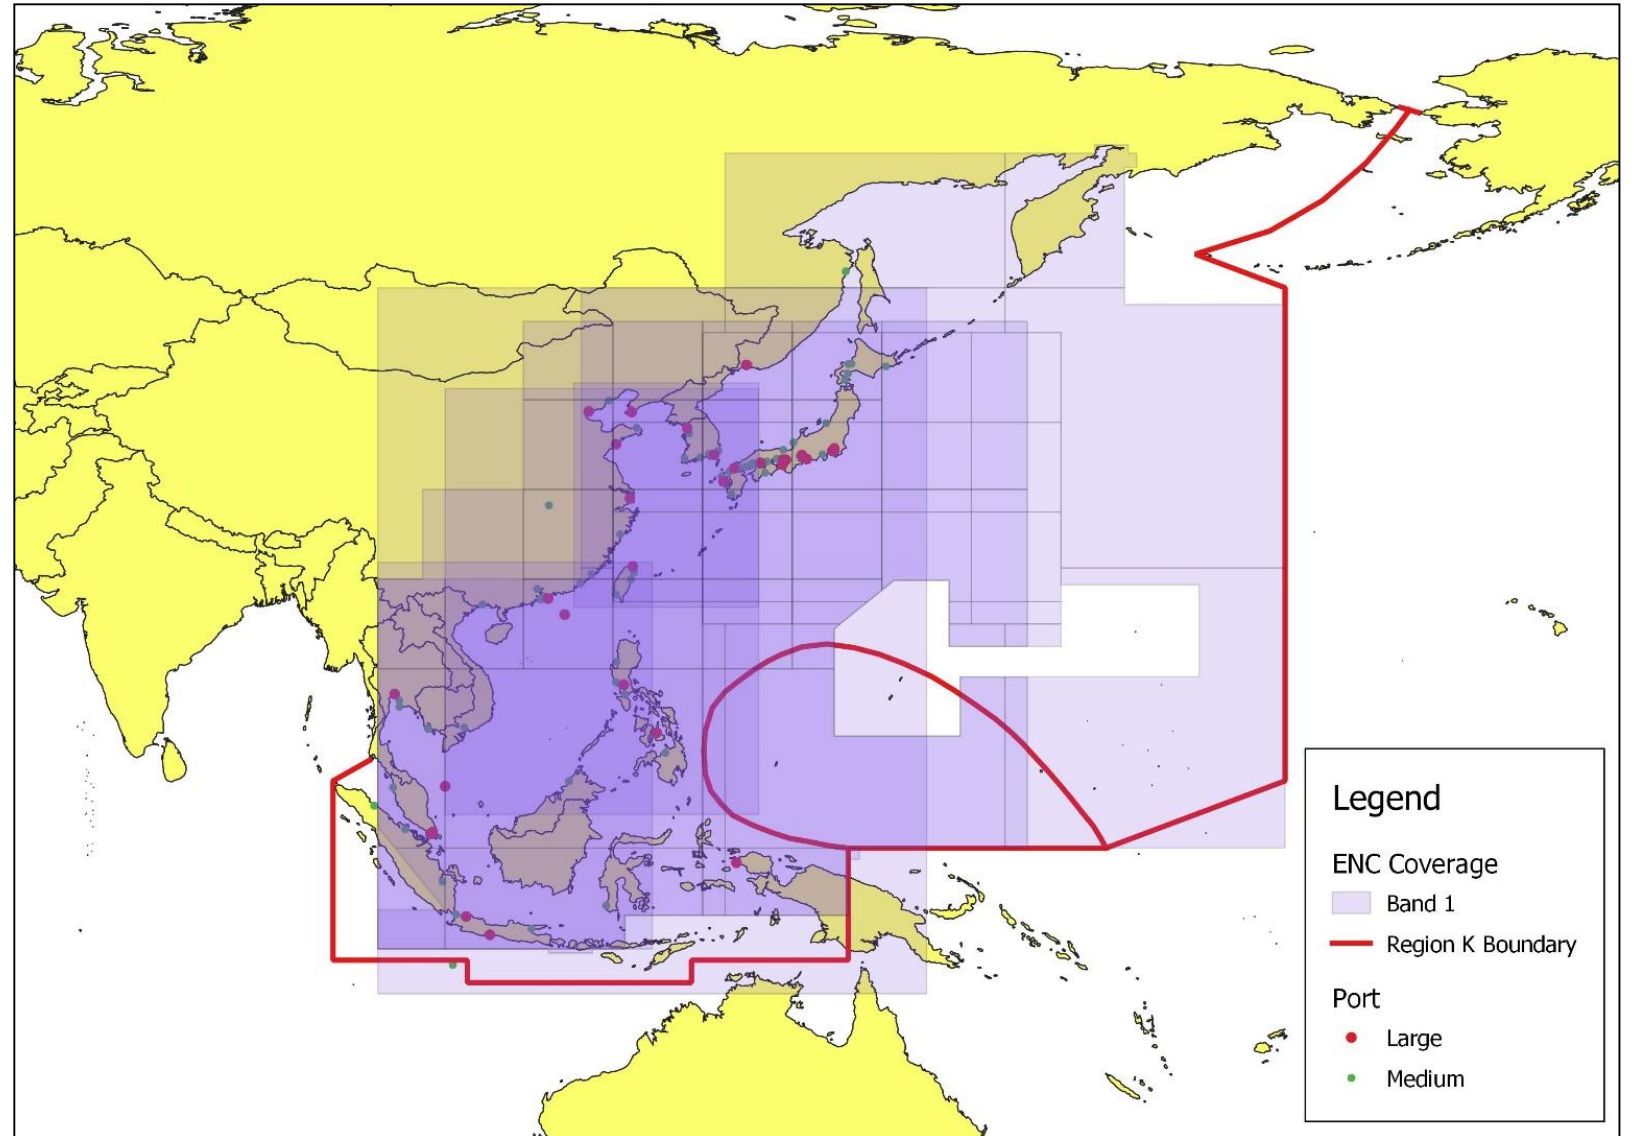 Legend
ENC Coverage
Band 1
Region K Boundary
Port
Large
Medium